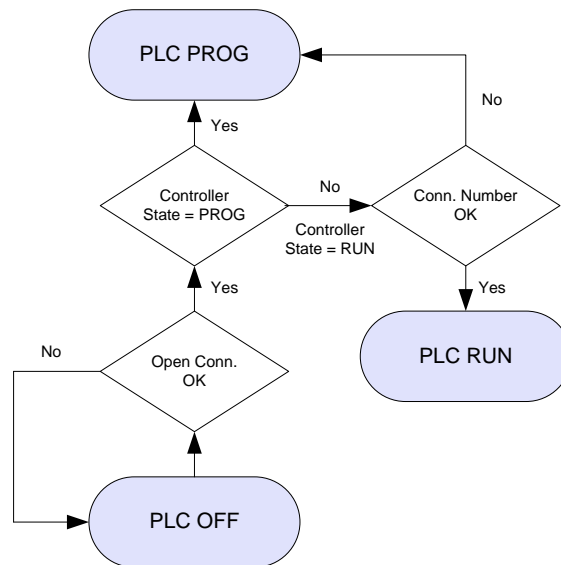 PLC PROG
No
Yes
Controller
State = PROG
No
Controller
State = RUN
Conn. Number
OK
Yes
Yes
PLC RUN
No
Open Conn.
OK
PLC OFF